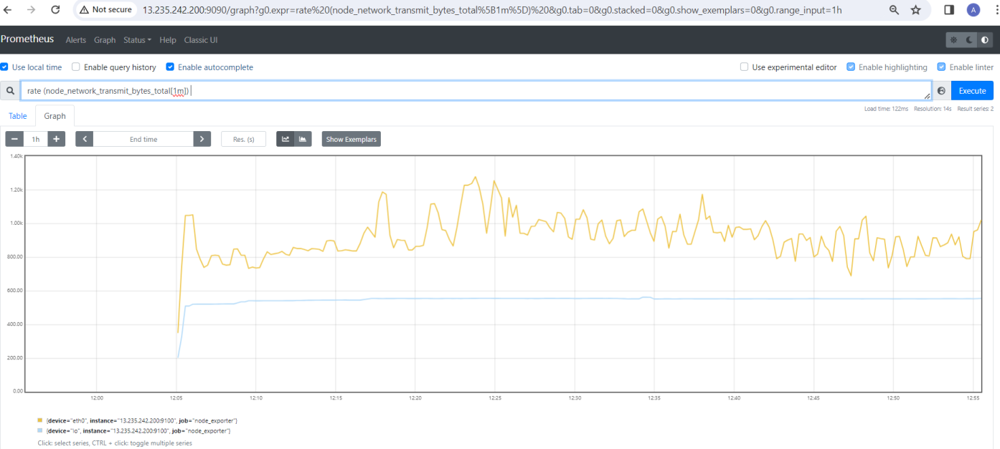 Not secure 13.235.242.200:9090/graph?g0.expr=rate%20(node_network_transmit_bytes_total%5B1m%5D)%20&g0.tab=0&g0.stacked=0&g0.show_exemplars=0&g0.range_input=1h A
Prometheus Alerts Graph Status Help Classic UI
Use local time Enable query history Enable autocomplete Use experimental editor Enable highlighting Enable linter
rate (node_network_transmit_bytes_total[1m]) Execute
Load time: 122ms Resolution: 14s Result series: 2
Table Graph
1h End time Res. (s) Show Exemplars
1.40k
1.20k
1.00k
800.00
600.00
400.00
200.00
0.00
12:00 12:05 12:10 12:15 12:20 12:25 12:30 12:35 12:40 12:45 12:50 12:55
{device="eth0", instance="13.235.242.200:9100", job="node_exporter"}
{device="lo", instance="13.235.242.200:9100", job="node_exporter"}
Click: select series, CTRL + click: toggle multiple series